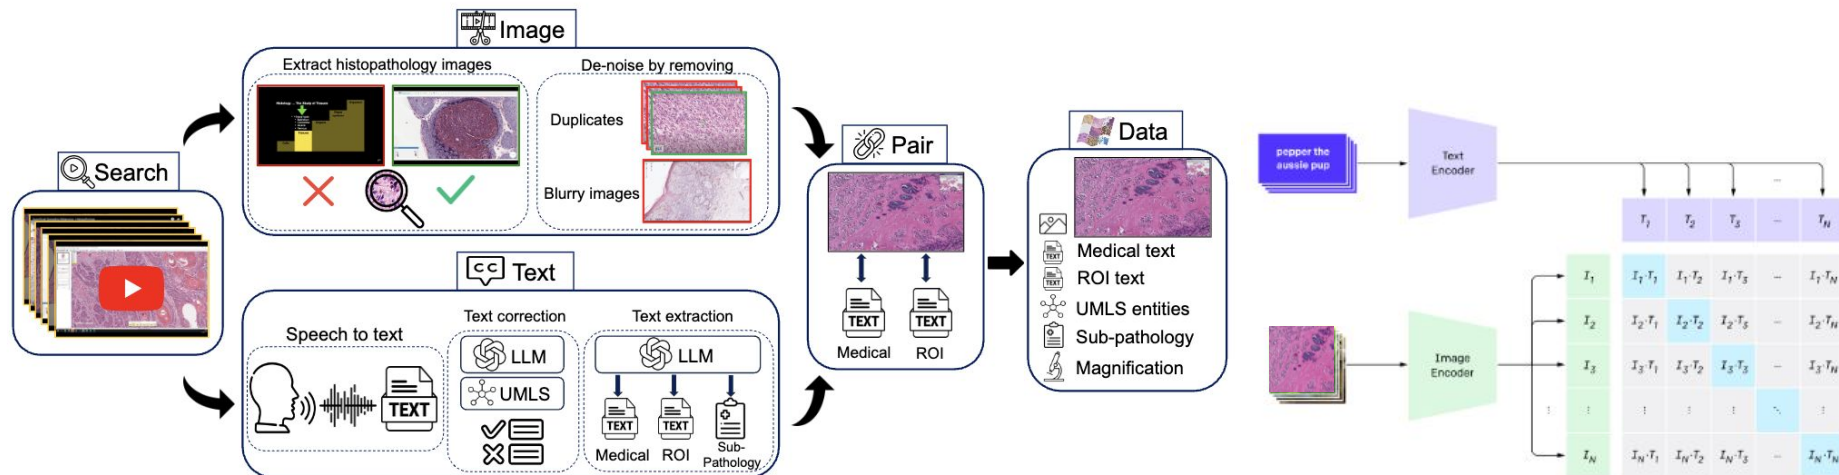 Search
Image
Extract histopathology images
De-noise by removing
Duplicates
Blurry images
CC
Text
Speech to text
TEXT
Text correction
LLM
UMLS
Text extraction
LLM
TEXT
TEXT
Medical
ROI
Sub-
Pathology
Pair
TEXT
TEXT
Medical
ROI
Data
TEXT
Medical text
TEXT
ROI text
UMLS entities
Sub-pathology
Magnification
pepper the
aussie pup
Text
Encoder
...
T1 T2 T3 ... TN
Image
Encoder
I1 I1·T1 I1·T2 I1·T3 ... I1·TN
I2 I2·T1 I2·T2 I2·T3 ... I2·TN
I3 I3·T1 I3·T2 I3·T3 ... I3·TN
⋮ ⋮ ⋮ ⋮ ⋮ ⋱ ⋮
IN IN·T1 IN·T2 IN·T3 ... IN·TN